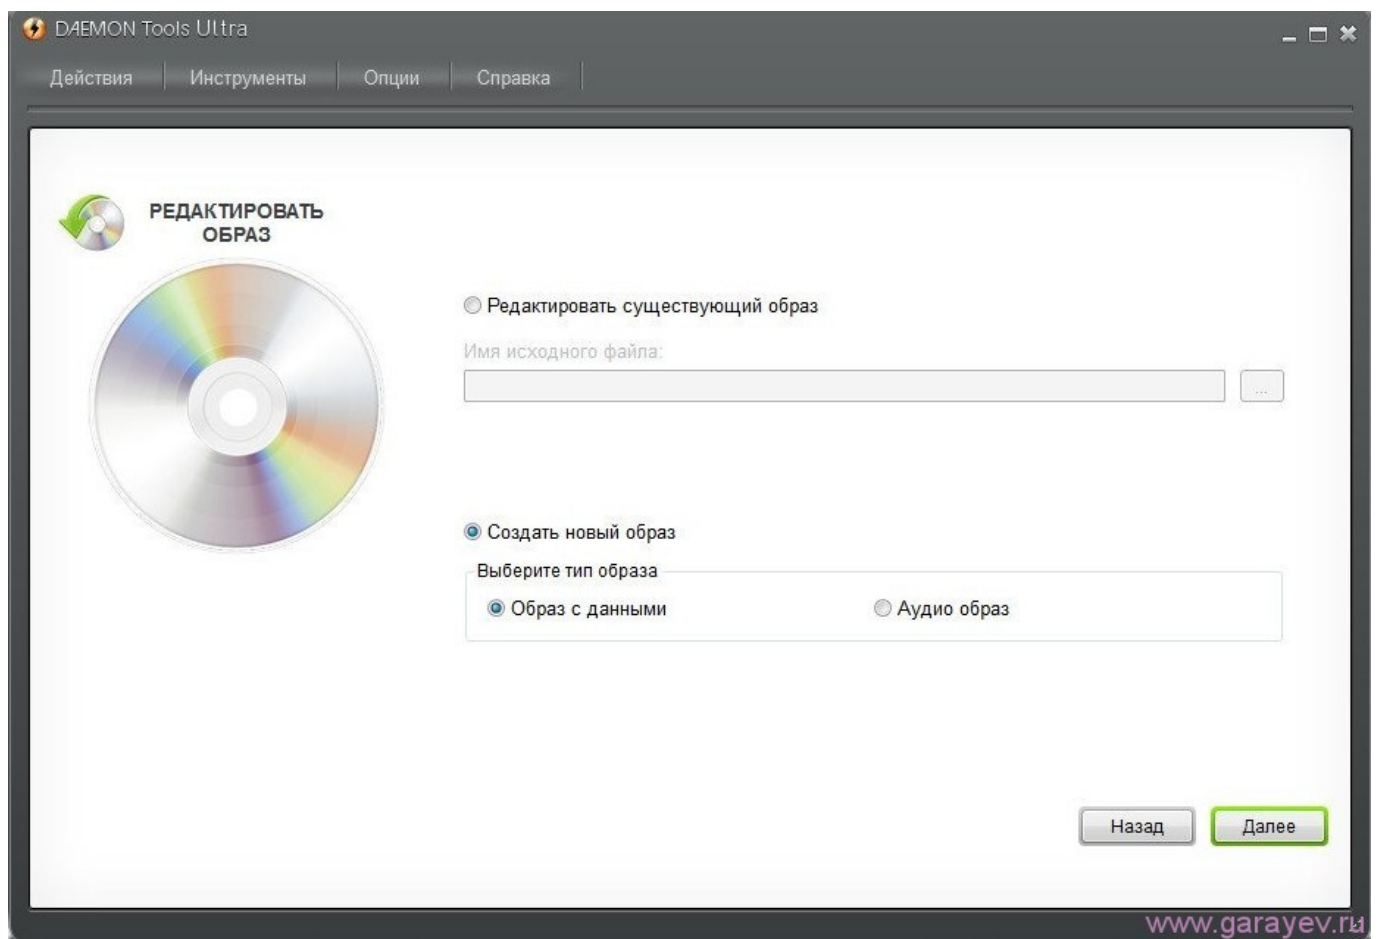 DAEMON Tools Ultra
Действия Инструменты Опции Справка
РЕДАКТИРОВАТЬ
ОБРАЗ
Редактировать существующий образ
Имя исходного файла:
...
Создать новый образ
Выберите тип образа
Образ с данными Аудио образ
Назад Далее
www.garayev.ru